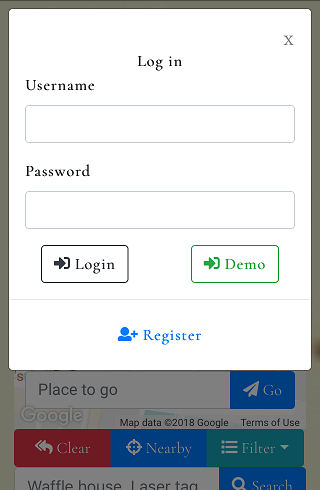 x
Log in
Username
Password
Login Demo
Register
Place to go Go
Google Map data ©2018 Google Terms of Use
Clear Nearby Filter
Waffle house, Laser tag Search